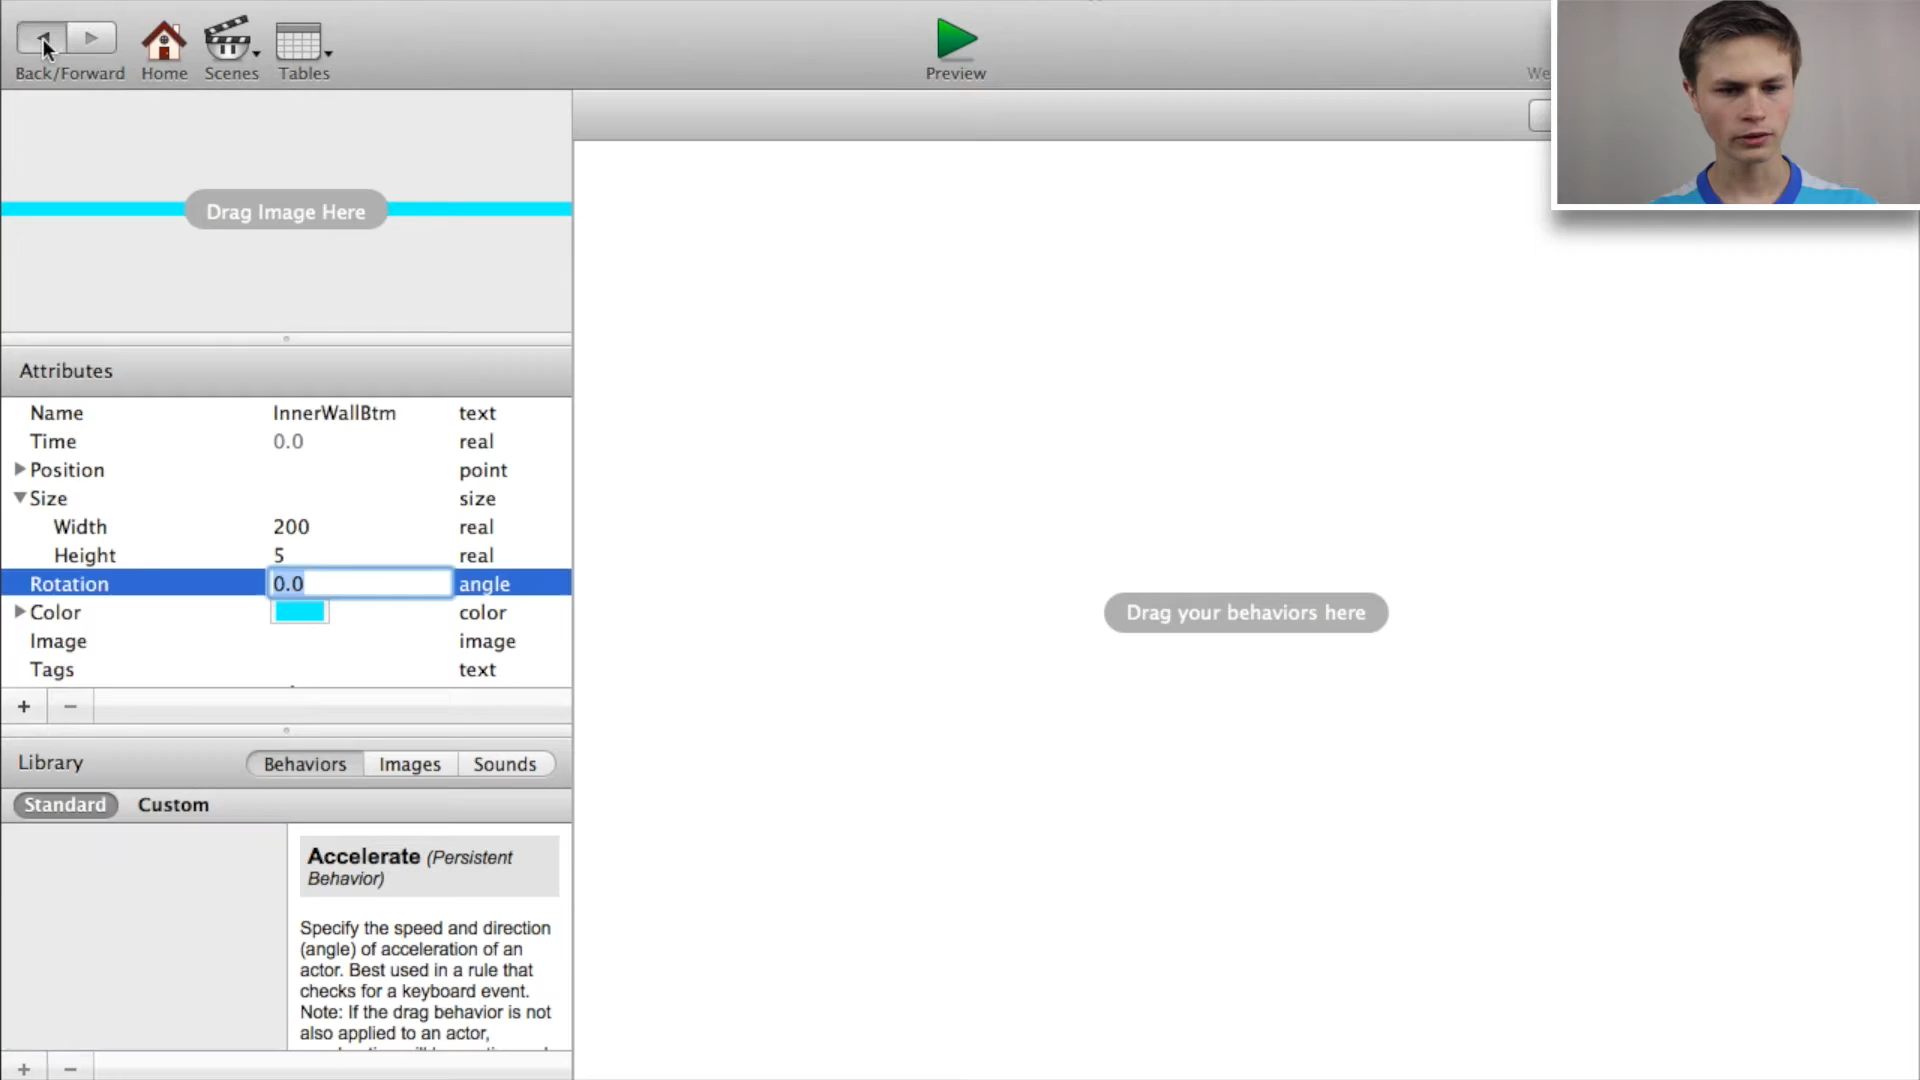 Back/Forward
Home
Scenes
Tables
Preview
We
Drag Image Here
Attributes
Name InnerWallBtm text
Time 0.0 real
Position point
Size size
Width 200 real
Height 5 real
Rotation 0.0 angle
Color color
Image image
Tags text
+ −
Library Behaviors Images Sounds
Standard Custom
Accelerate (Persistent
Behavior)
Specify the speed and direction
(angle) of acceleration of an
actor. Best used in a rule that
checks for a keyboard event.
Note: If the drag behavior is not
also applied to an actor,
+ −
Drag your behaviors here